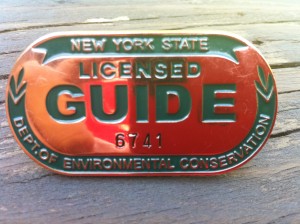 NEW YORK STATE
LICENSED
GUIDE
6741
DEPT. OF ENVIRONMENTAL CONSERVATION